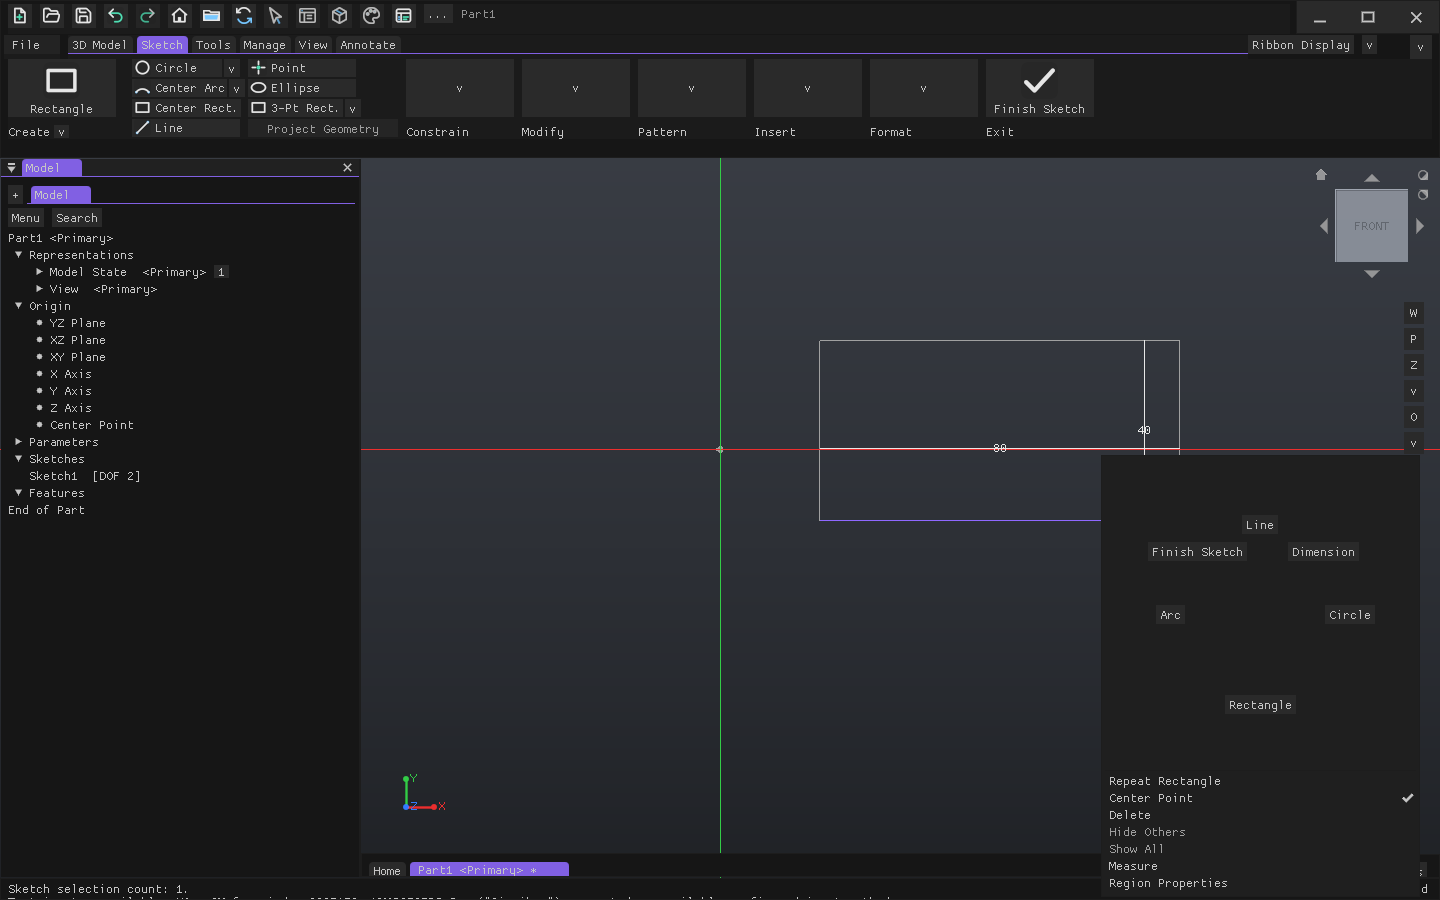 ... Part1
File 3D Model Sketch Tools Manage View Annotate Ribbon Display v v
Rectangle
Create v
Circle v
Center Arc v
Center Rect.
Line
Point
Ellipse
3-Pt Rect. v
Project Geometry
v
Constrain
v
Modify
v
Pattern
v
Insert
v
Format
Finish Sketch
Exit
Model
+ Model
Menu Search
Part1 <Primary>
Representations
Model State <Primary> 1
View <Primary>
Origin
YZ Plane
XZ Plane
XY Plane
X Axis
Y Axis
Z Axis
Center Point
Parameters
Sketches
Sketch1 [DOF 2]
Features
End of Part
FRONT
W
P
Z
v
O
v
40
80
Y
Z X
Line
Finish Sketch Dimension
Arc Circle
Rectangle
Repeat Rectangle
Center Point
Delete
Hide Others
Show All
Measure
Region Properties
Home Part1 <Primary> *
Sketch selection count: 1.